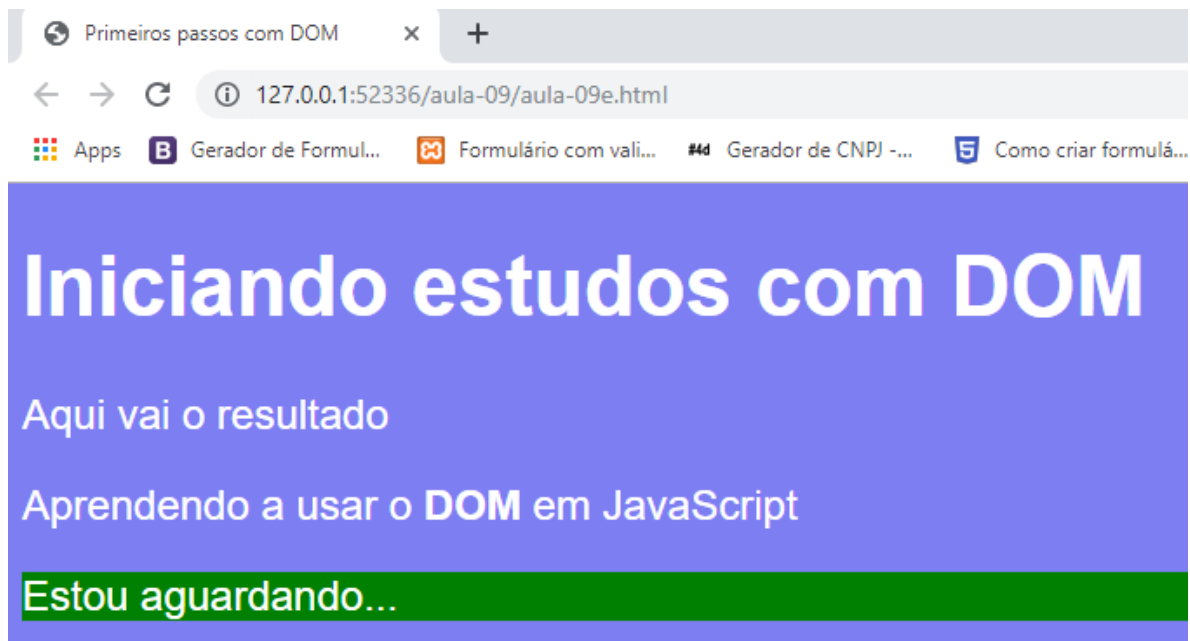 Primeiros passos com DOM
127.0.0.1:52336/aula-09/aula-09e.html
Apps Gerador de Formul... Formulário com vali... #4d Gerador de CNPJ -... Como criar formulá...
Iniciando estudos com DOM
Aqui vai o resultado
Aprendendo a usar o DOM em JavaScript
Estou aguardando...